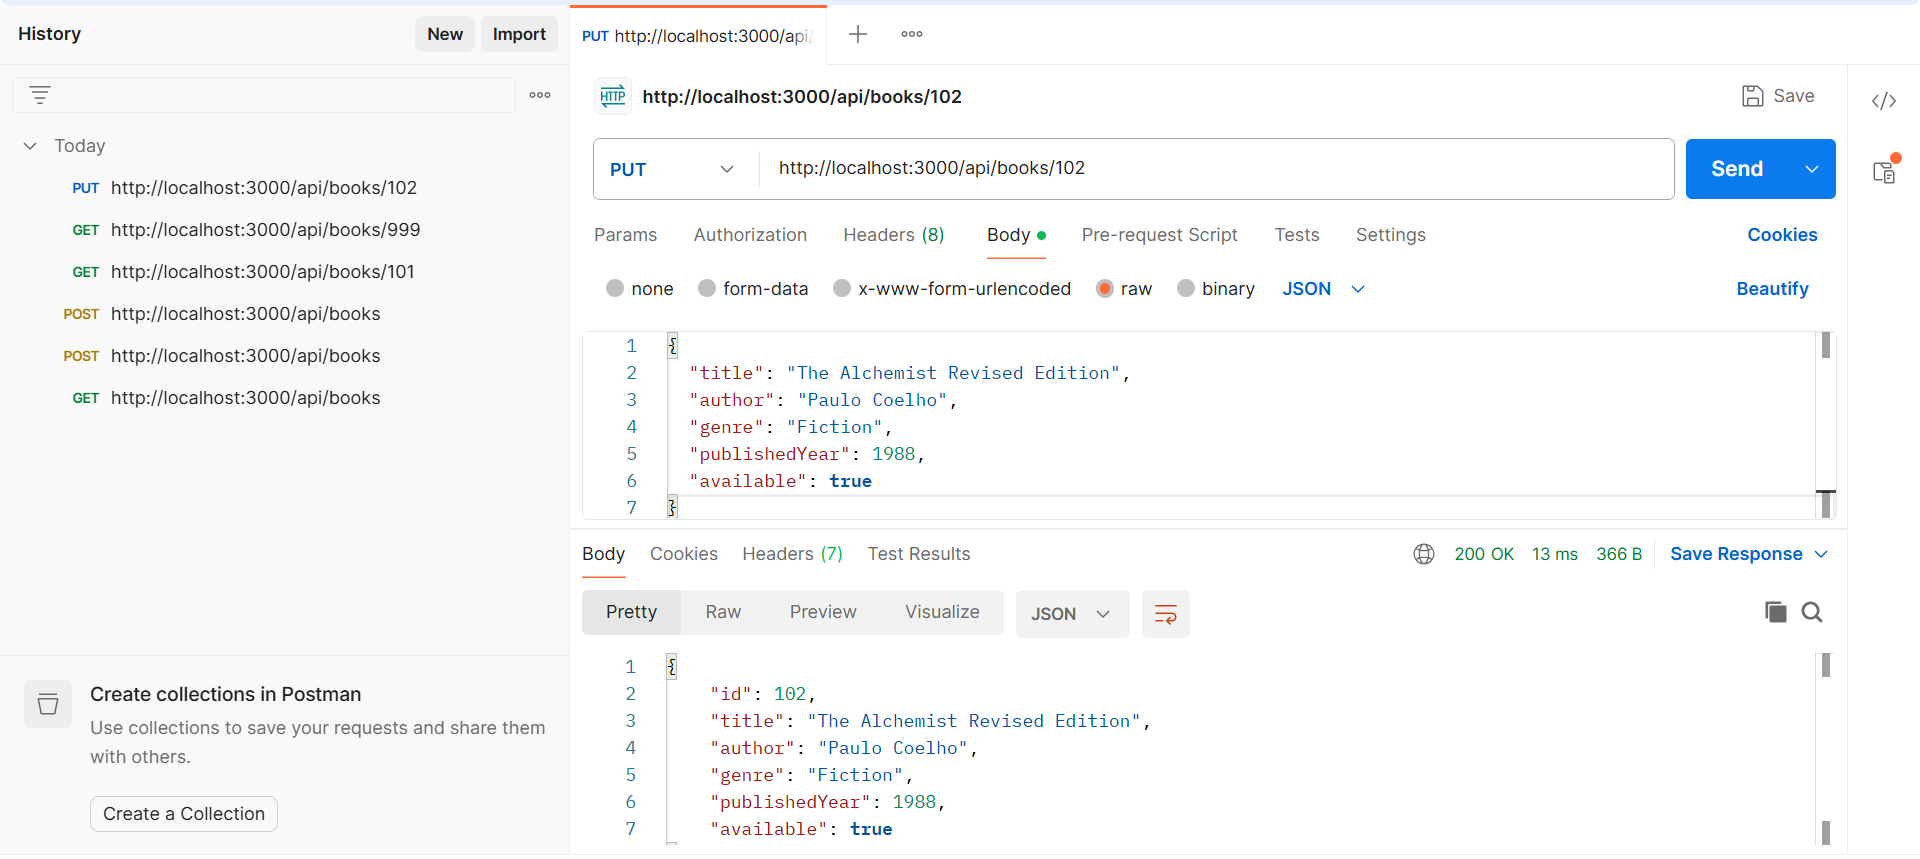 History
New
Import
Today
PUT http://localhost:3000/api/books/102
GET http://localhost:3000/api/books/999
GET http://localhost:3000/api/books/101
POST http://localhost:3000/api/books
POST http://localhost:3000/api/books
GET http://localhost:3000/api/books
Create collections in Postman
Use collections to save your requests and share them
with others.
Create a Collection
PUT http://localhost:3000/api/
HTTP http://localhost:3000/api/books/102
Save
PUT http://localhost:3000/api/books/102
Send
Params Authorization Headers (8) Body Pre-request Script Tests Settings Cookies
none form-data x-www-form-urlencoded raw binary JSON Beautify
1 {
2 "title": "The Alchemist Revised Edition",
3 "author": "Paulo Coelho",
4 "genre": "Fiction",
5 "publishedYear": 1988,
6 "available": true
7 }
Body Cookies Headers (7) Test Results 200 OK 13 ms 366 B Save Response
Pretty Raw Preview Visualize JSON
1 {
2 "id": 102,
3 "title": "The Alchemist Revised Edition",
4 "author": "Paulo Coelho",
5 "genre": "Fiction",
6 "publishedYear": 1988,
7 "available": true